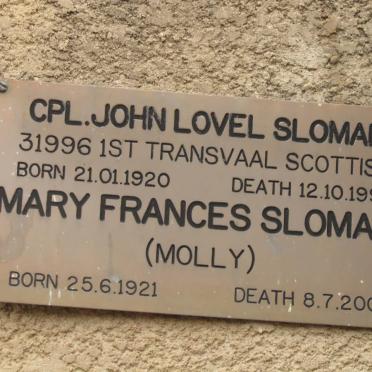 CPL.JOHN LOVEL SLOMA
31996 1ST TRANSVAAL SCOTTIS
BORN 21.01.1920 DEATH 12.10.199
MARY FRANCES SLOMA
(MOLLY)
BORN 25.6.1921 DEATH 8.7.200